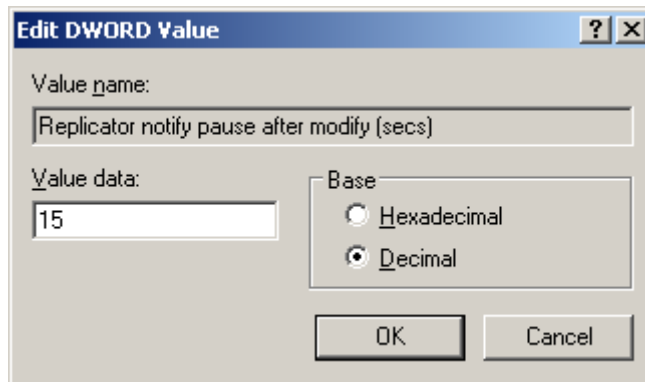 Edit DWORD Value
Value name:
Replicator notify pause after modify (secs)
Value data:
15
Base
Hexadecimal
Decimal
OK
Cancel